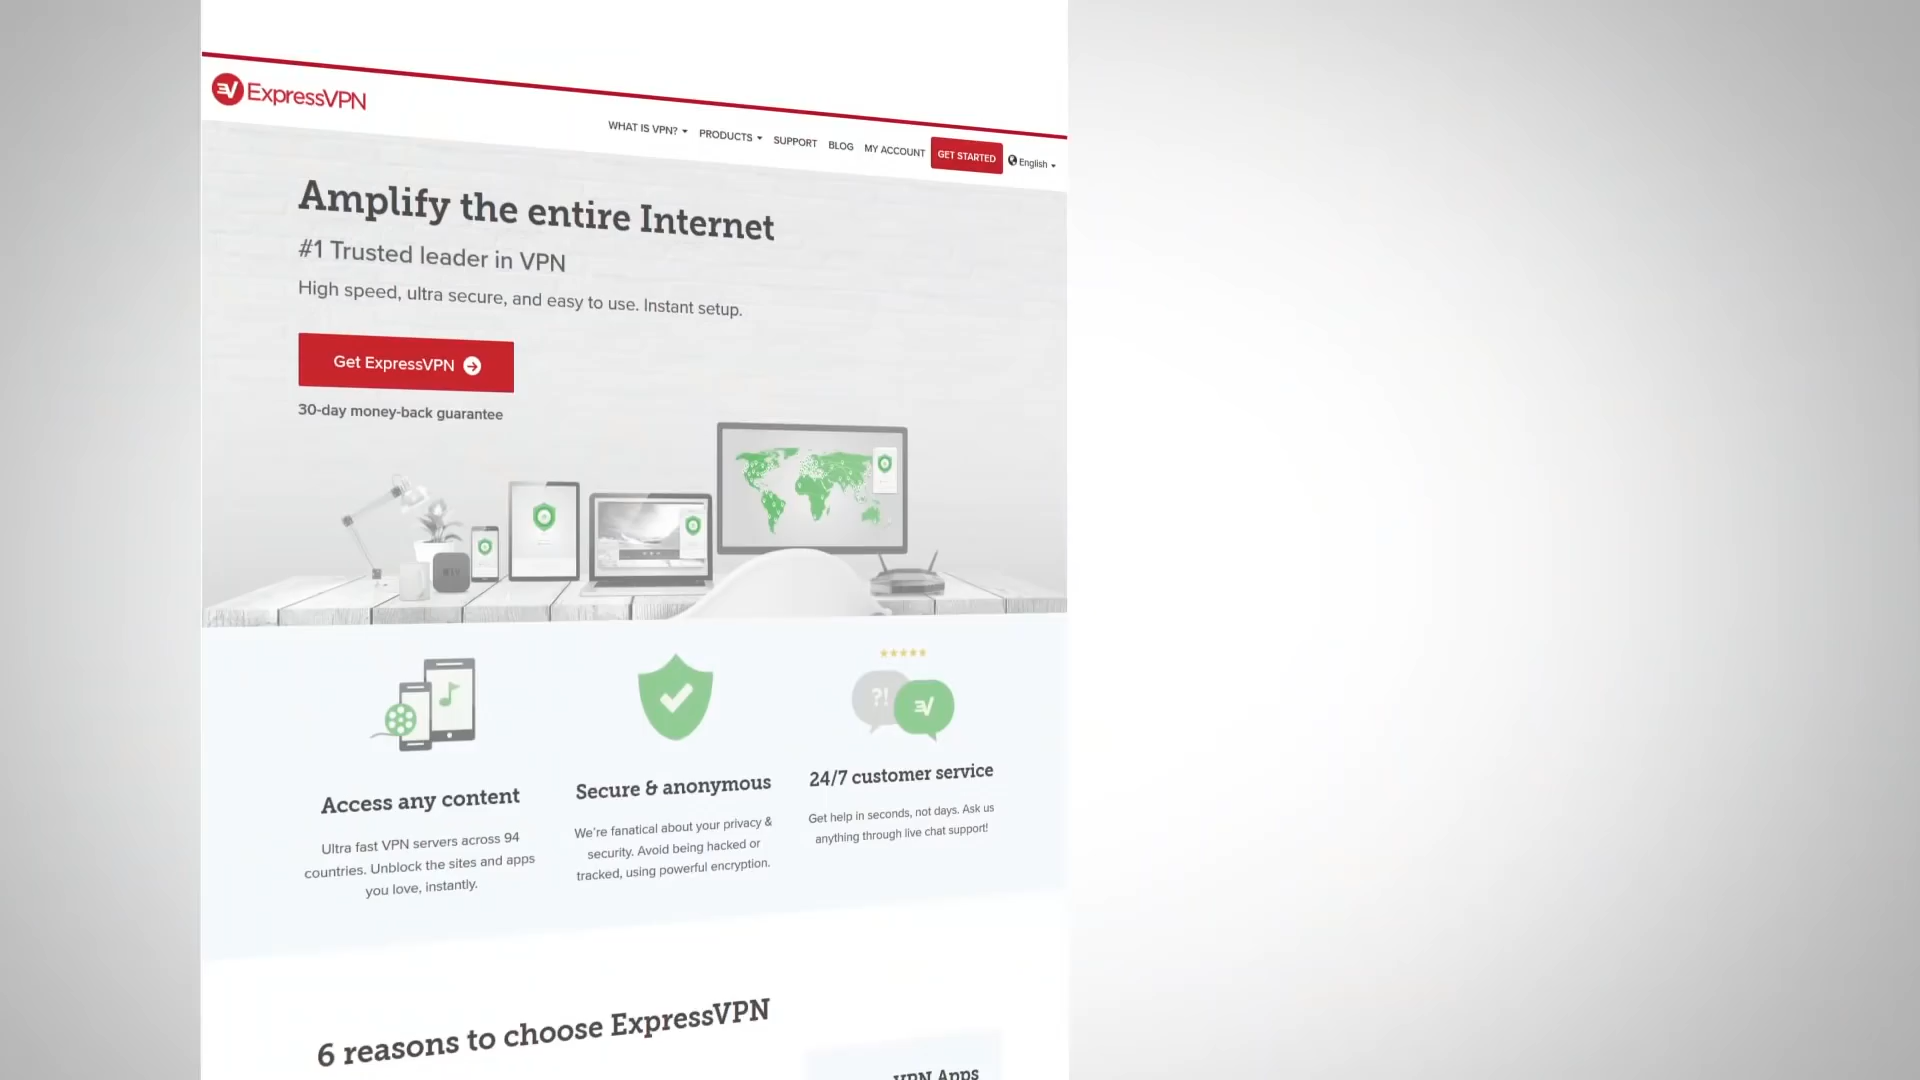 ExpressVPN
WHAT IS VPN? PRODUCTS SUPPORT BLOG MY ACCOUNT GET STARTED English
Amplify the entire Internet
#1 Trusted leader in VPN
High speed, ultra secure, and easy to use. Instant setup.
Get ExpressVPN
30-day money-back guarantee
?!
Access any content
Ultra fast VPN servers across 94
countries. Unblock the sites and apps
you love, instantly.
Secure & anonymous
We're fanatical about your privacy &
security. Avoid being hacked or
tracked, using powerful encryption.
24/7 customer service
Get help in seconds, not days. Ask us
anything through live chat support!
6 reasons to choose ExpressVPN
VPN Apps